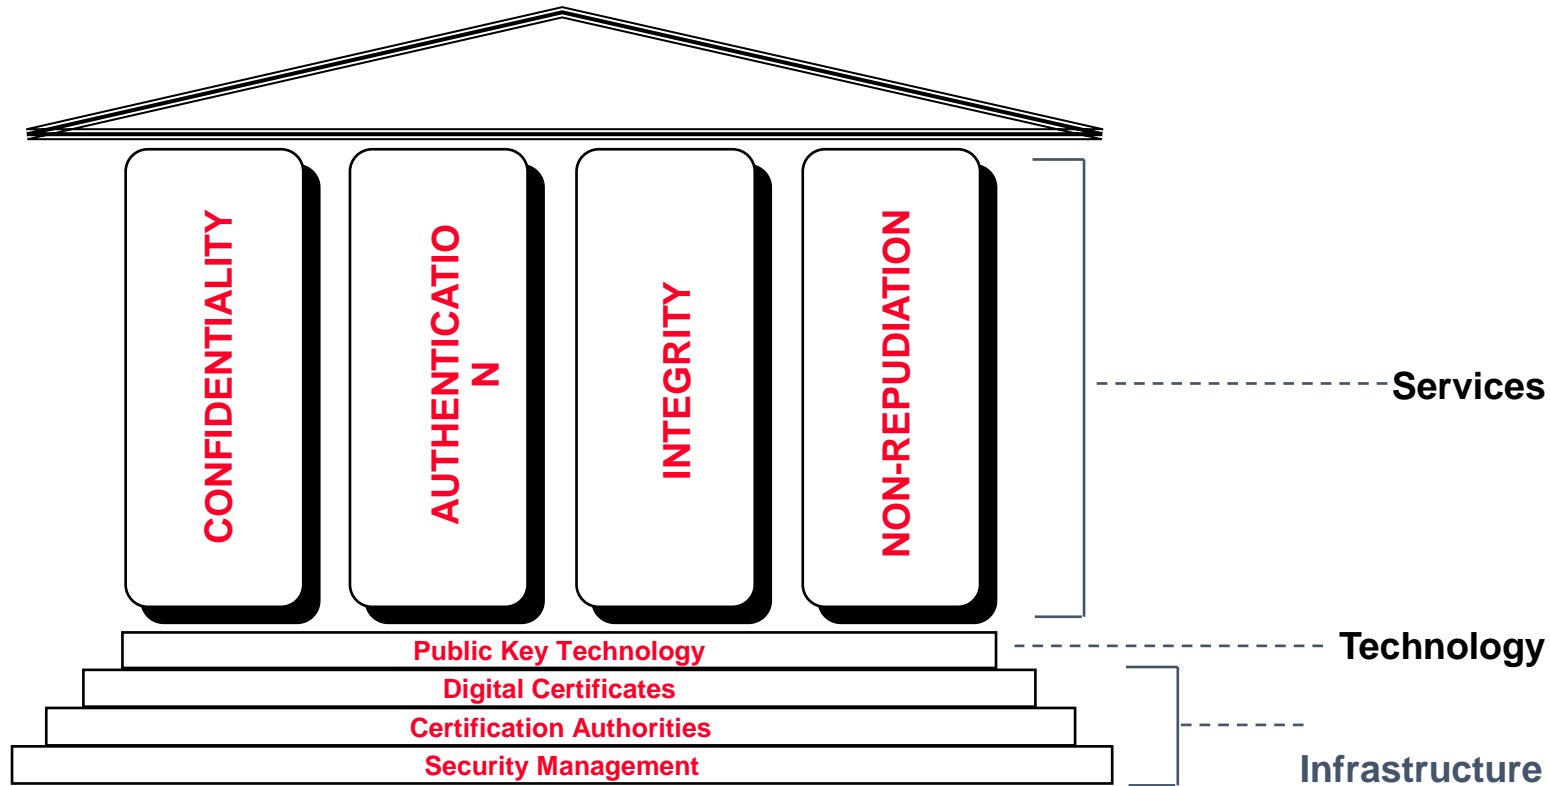 CONFIDENTIALITY
AUTHENTICATIO
N
INTEGRITY
NON-REPUDIATION
Services
Public Key Technology
Technology
Digital Certificates
Certification Authorities
Security Management
Infrastructure